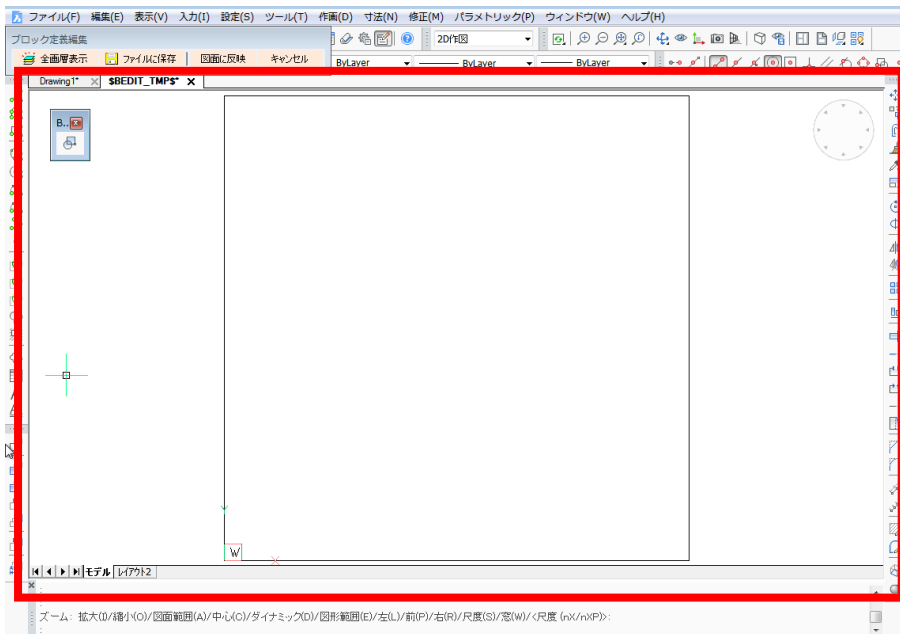 ファイル(F) 編集(E) 表示(V) 入力(I) 設定(S) ツール(T) 作画(D) 寸法(N) 修正(M) パラメトリック(P) ウィンドウ(W) ヘルプ(H)
ブロック定義編集
2D作図
全画層表示 ファイルに保存 図面に反映 キャンセル
ByLayer ByLayer ByLayer
Drawing1* $BEDIT_TMP$*
B..
W
モデル レイアウト2
:
ズーム: 拡大(I)/縮小(O)/図面範囲(A)/中心(C)/ダイナミック(D)/図形範囲(E)/左(L)/前(P)/右(R)/尺度(S)/窓(W)/<尺度 (nX/nXP)>:
: